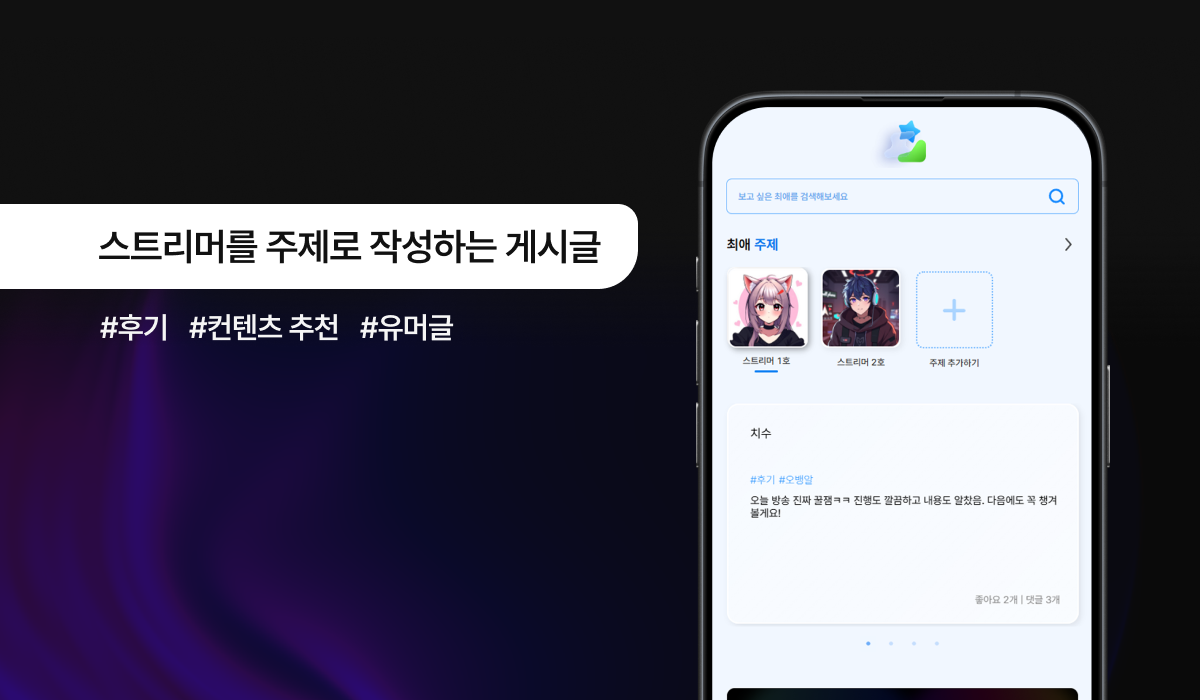 스트리머를 주제로 작성하는 게시글
#후기 #컨텐츠 추천 #유머글
보고 싶은 최애를 검색해보세요
최애 주제
스트리머 1호
스트리머 2호
주제 추가하기
치수
#후기 #오뱅알
오늘 방송 진짜 꿀잼ㅋㅋ 진행도 깔끔하고 내용도 알찼음. 다음에도 꼭 챙겨
볼게요!
좋아요 2개 | 댓글 3개